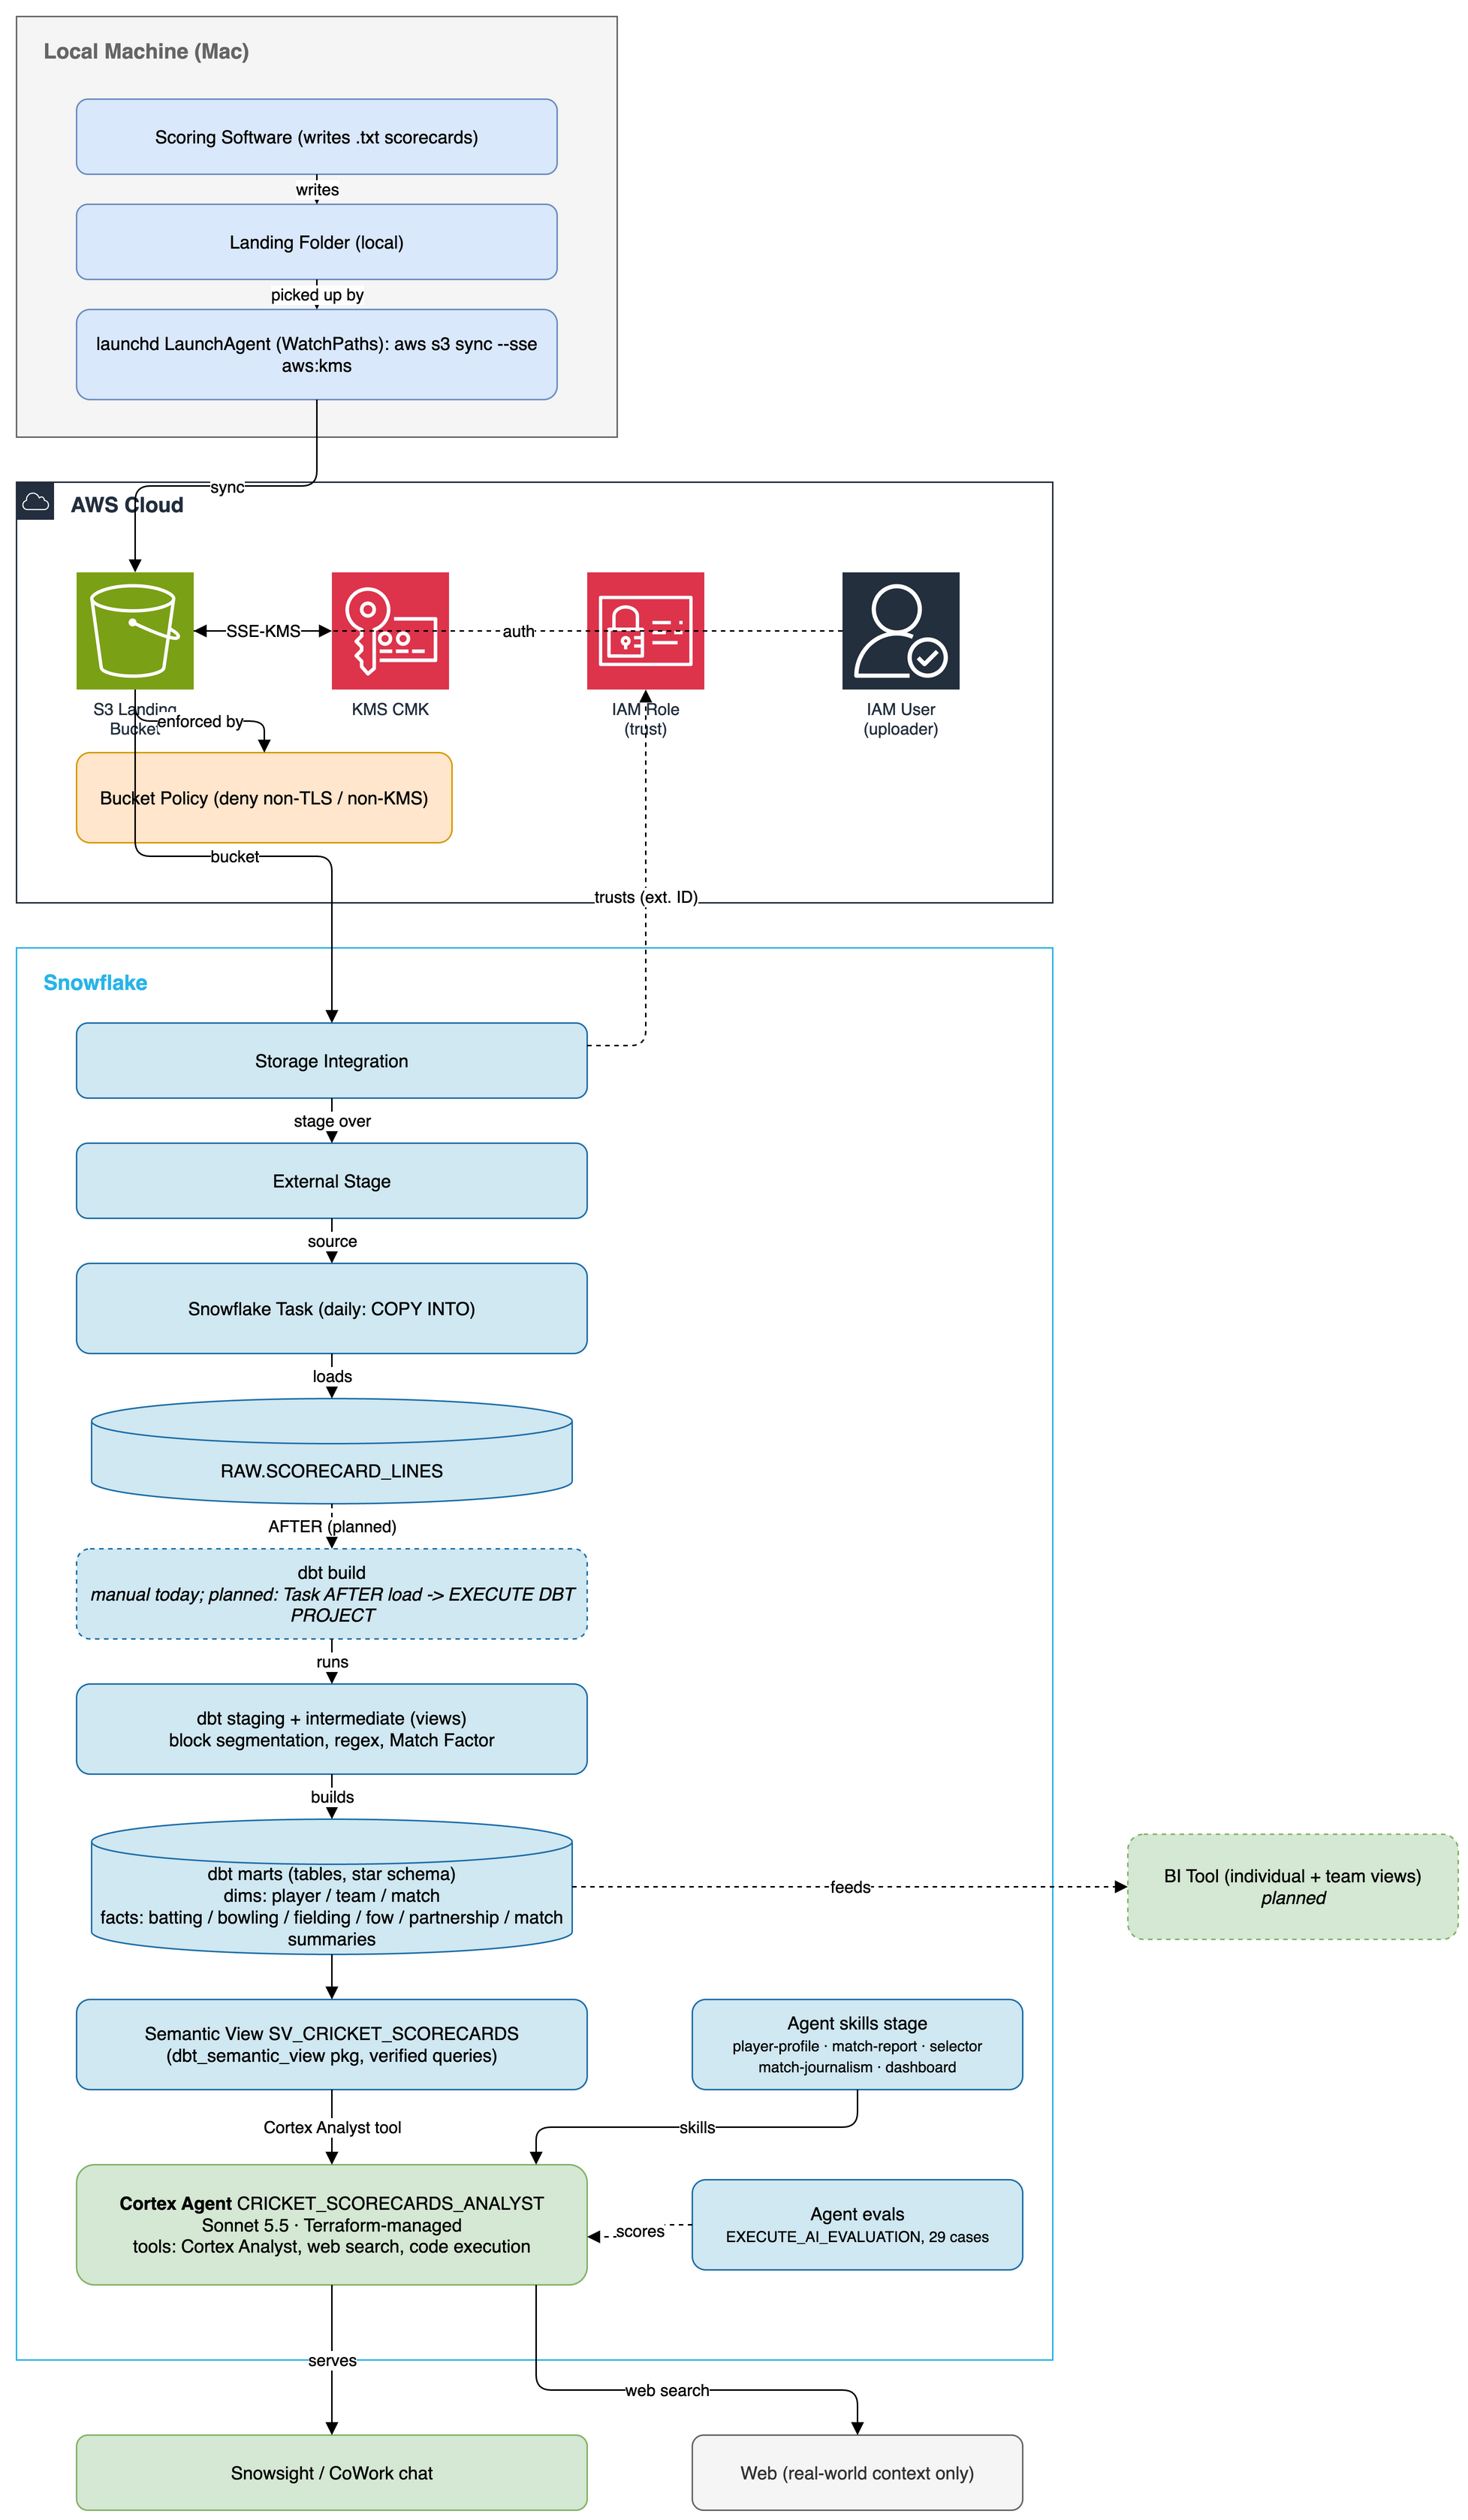 Local Machine (Mac)
Scoring Software (writes .txt scorecards)
writes
Landing Folder (local)
picked up by
launchd LaunchAgent (WatchPaths): aws s3 sync --sse
aws:kms
sync
AWS Cloud
SSE-KMS
auth
S3 Landing
Bucket
KMS CMK
IAM Role
(trust)
IAM User
(uploader)
enforced by
Bucket Policy (deny non-TLS / non-KMS)
bucket
trusts (ext. ID)
Snowflake
Storage Integration
stage over
External Stage
source
Snowflake Task (daily: COPY INTO)
loads
RAW.SCORECARD_LINES
AFTER (planned)
dbt build
manual today; planned: Task AFTER load -> EXECUTE DBT
PROJECT
runs
dbt staging + intermediate (views)
block segmentation, regex, Match Factor
builds
dbt marts (tables, star schema)
dims: player / team / match
facts: batting / bowling / fielding / fow / partnership / match
summaries
feeds
BI Tool (individual + team views)
planned
Semantic View SV_CRICKET_SCORECARDS
(dbt_semantic_view pkg, verified queries)
Agent skills stage
player-profile · match-report · selector
match-journalism · dashboard
Cortex Analyst tool
skills
Cortex Agent CRICKET_SCORECARDS_ANALYST
Sonnet 5.5 · Terraform-managed
tools: Cortex Analyst, web search, code execution
scores
Agent evals
EXECUTE_AI_EVALUATION, 29 cases
serves
web search
Snowsight / CoWork chat
Web (real-world context only)